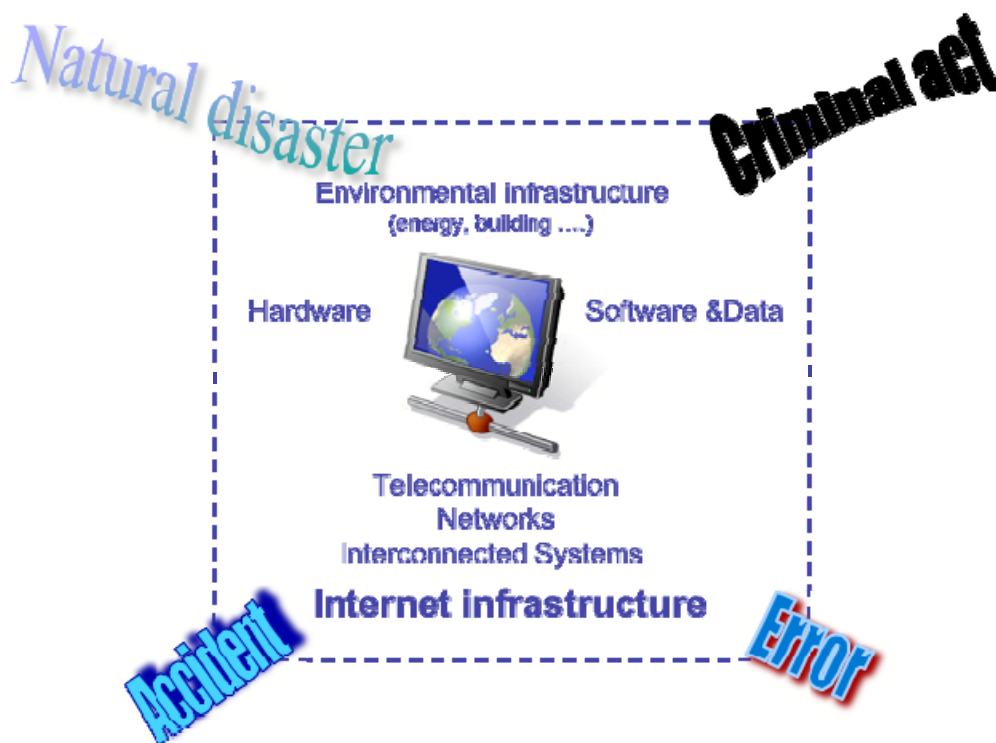 Natural disaster
Criminal act
Environmental infrastructure
(energy, building ....)
Hardware
Software &Data
Telecommunication
Networks
Interconnected Systems
Internet infrastructure
Accident
Error